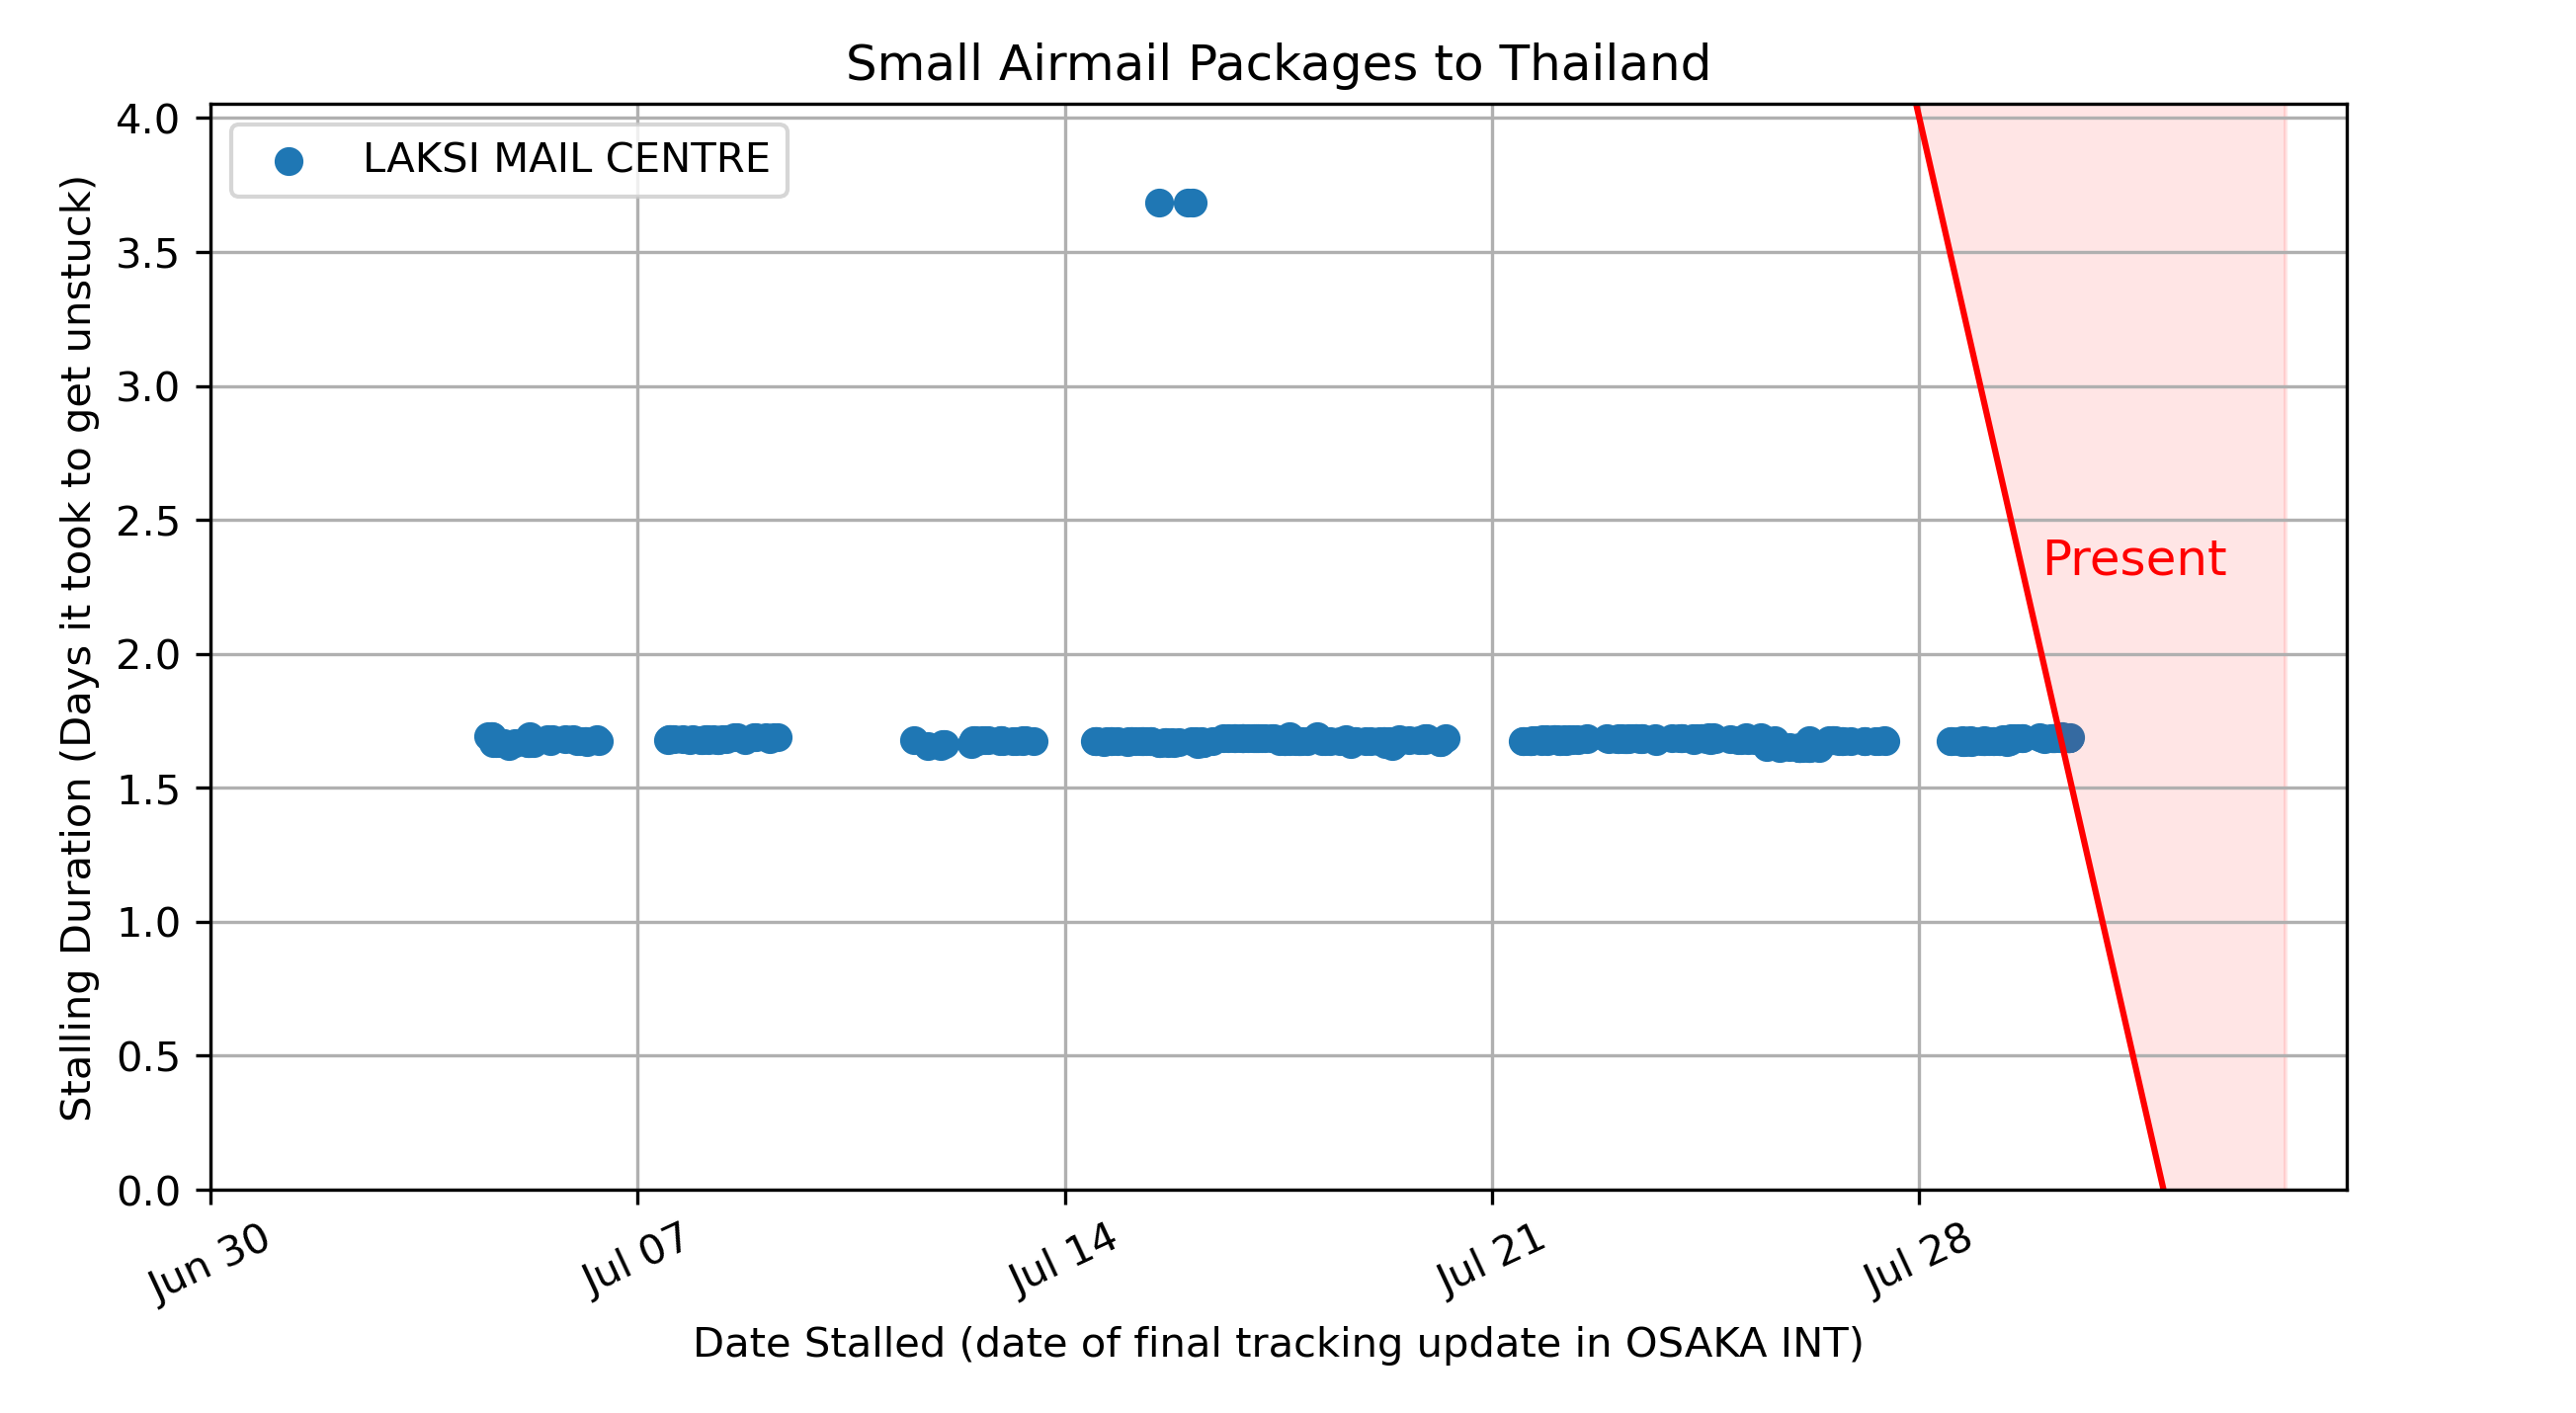 Small Airmail Packages to Thailand
LAKSI MAIL CENTRE
Stalling Duration (Days it took to get unstuck)
4.0
3.5
3.0
2.5
2.0
1.5
1.0
0.5
0.0
Present
Jun 30
Jul 07
Jul 14
Jul 21
Jul 28
Date Stalled (date of final tracking update in OSAKA INT)